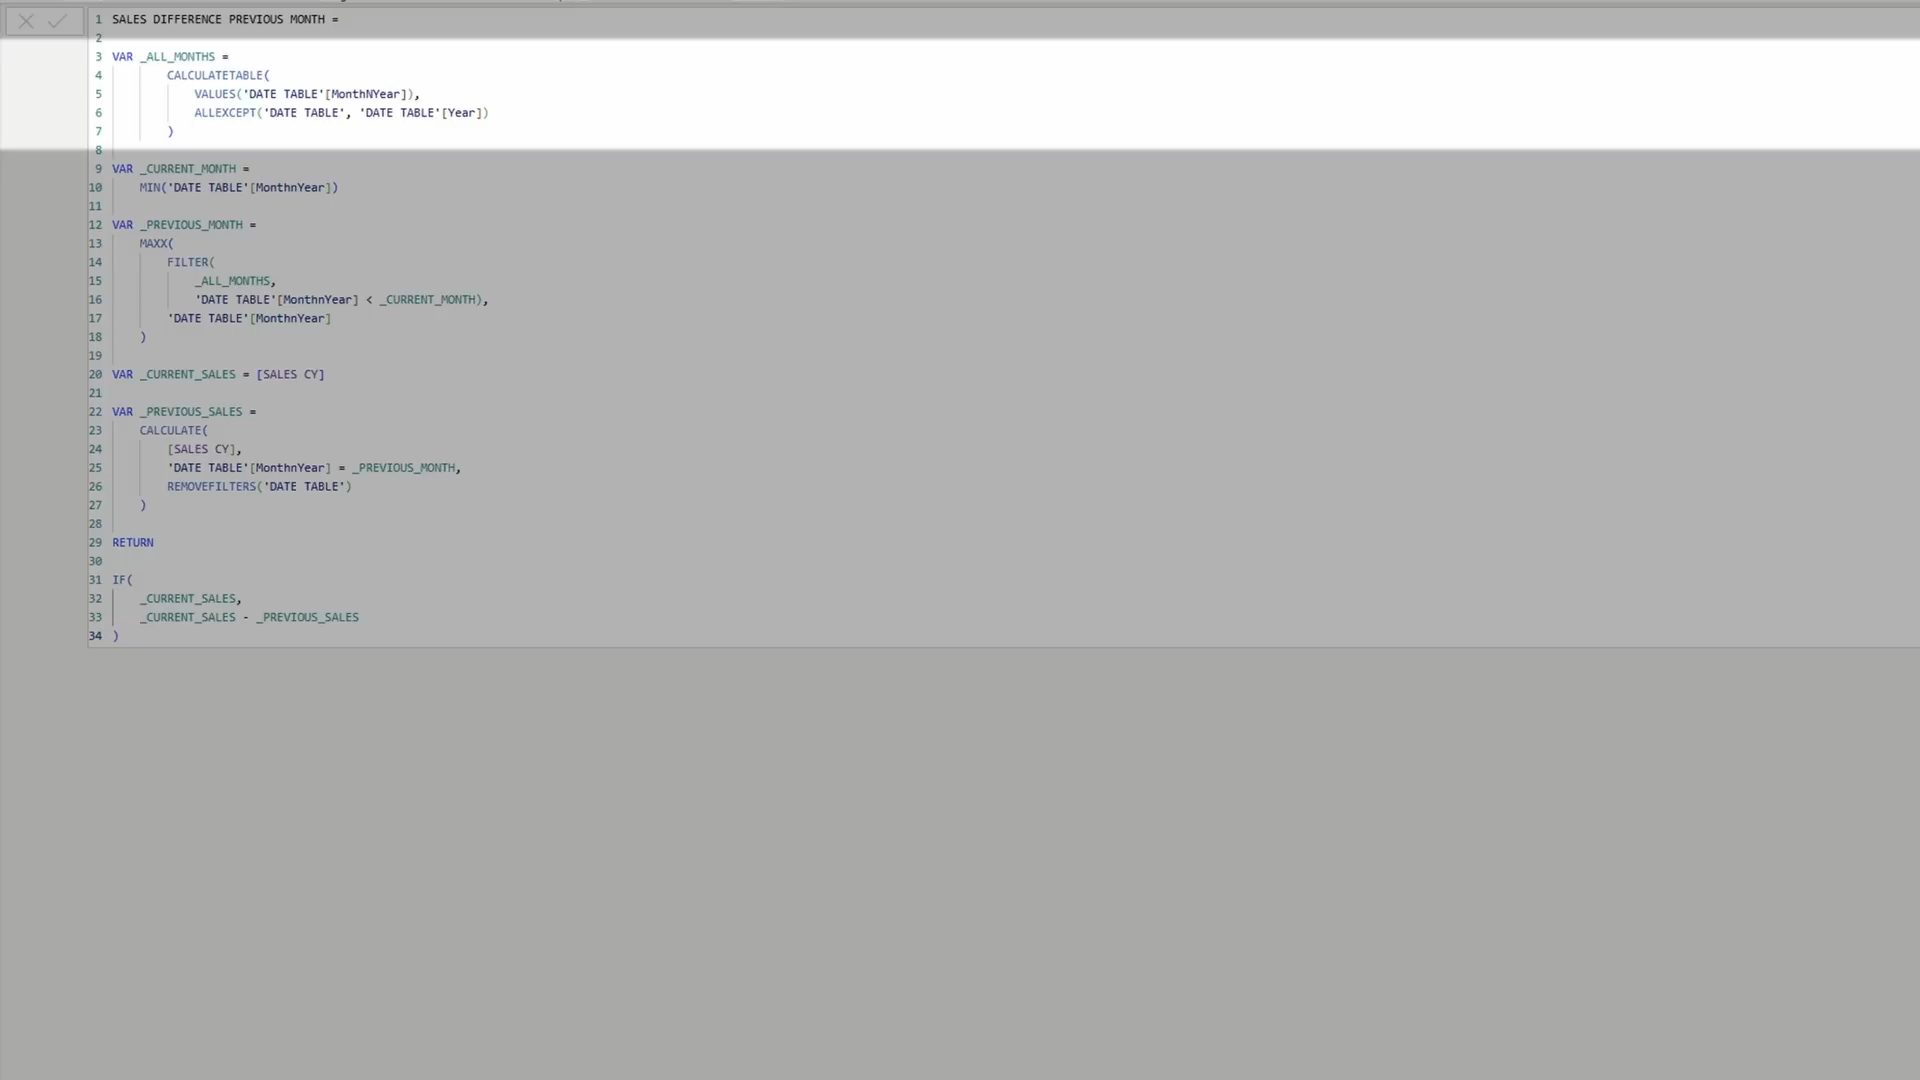 1 SALES DIFFERENCE PREVIOUS MONTH =
2
3 VAR _ALL_MONTHS =
4 CALCULATETABLE(
5 VALUES('DATE TABLE'[MonthNYear]),
6 ALLEXCEPT('DATE TABLE', 'DATE TABLE'[Year])
7 )
8
9 VAR _CURRENT_MONTH =
10 MIN('DATE TABLE'[MonthnYear])
11
12 VAR _PREVIOUS_MONTH =
13 MAXX(
14 FILTER(
15 _ALL_MONTHS,
16 'DATE TABLE'[MonthnYear] < _CURRENT_MONTH),
17 'DATE TABLE'[MonthnYear]
18 )
19
20 VAR _CURRENT_SALES = [SALES CY]
21
22 VAR _PREVIOUS_SALES =
23 CALCULATE(
24 [SALES CY],
25 'DATE TABLE'[MonthnYear] = _PREVIOUS_MONTH,
26 REMOVEFILTERS('DATE TABLE')
27 )
28
29 RETURN
30
31 IF(
32 _CURRENT_SALES,
33 _CURRENT_SALES - _PREVIOUS_SALES
34 )